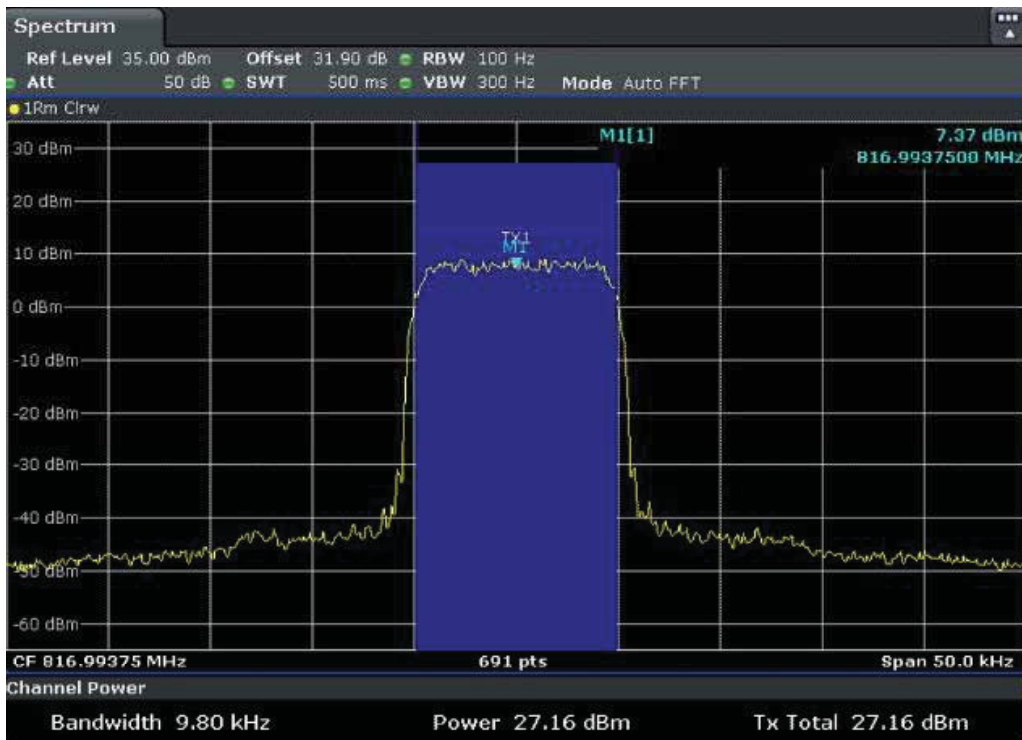 Spectrum
Ref Level 35.00 dBm Offset 31.90 dB RBW 100 Hz
Att 50 dB SWT 500 ms VBW 300 Hz Mode Auto FFT
1Rm Clrw
M1[1] 7.37 dBm
816.9937500 MHz
30 dBm
20 dBm
TX1
M1
10 dBm
0 dBm
-10 dBm
-20 dBm
-30 dBm
-40 dBm
-50 dBm
-60 dBm
CF 816.99375 MHz 691 pts Span 50.0 kHz
Channel Power
Bandwidth 9.80 kHz Power 27.16 dBm Tx Total 27.16 dBm